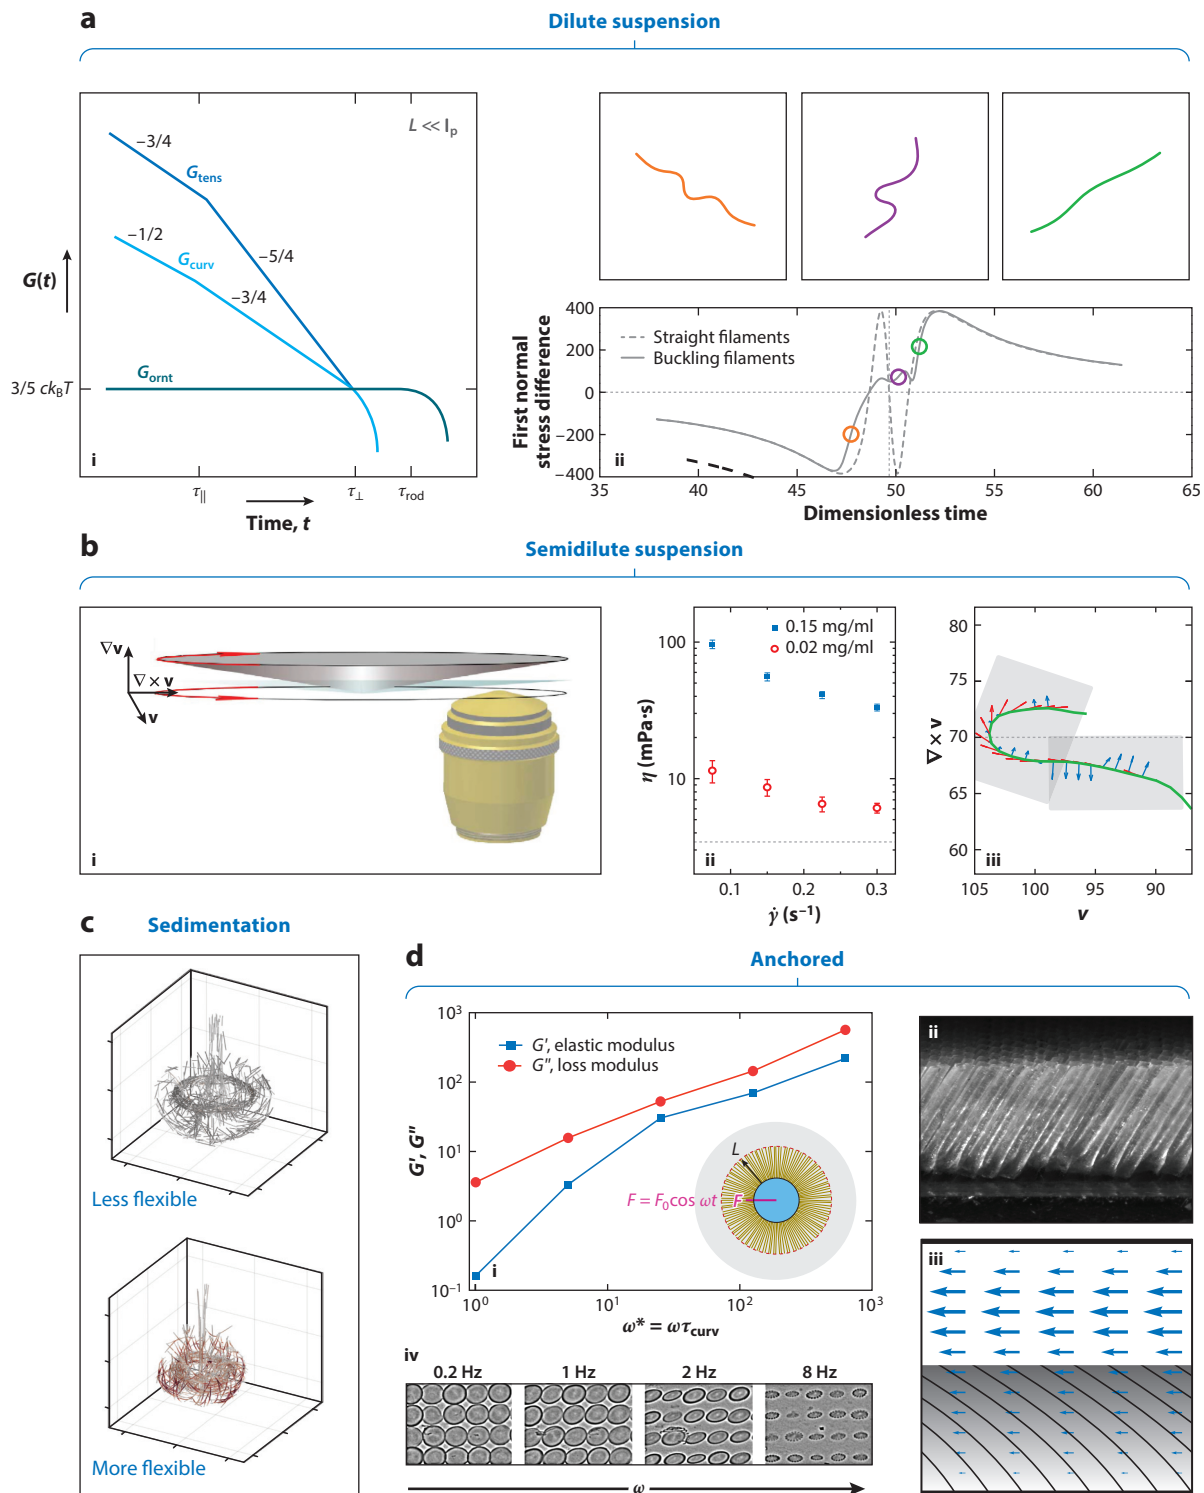 a
Dilute suspension
L << lp
−3/4
Gtens
−1/2
Gcurv
−5/4
−3/4
G(t)
Gornt
3/5 ckBT
i
τ||
τ⊥
τrod
Time, t
400
200
0
−200
−400
First normal
stress difference
Straight filaments
Buckling filaments
ii
35
40
45
50
55
60
65
Dimensionless time
b
Semidilute suspension
∇v
∇ × v
v
i
100
10
η (mPa·s)
0.15 mg/ml
0.02 mg/ml
ii
0.1
0.2
0.3
γ̇ (s−1)
80
75
70
65
60
∇ × v
iii
105
100
95
90
v
c
Sedimentation
Less flexible
More flexible
d
Anchored
10³
10²
10¹
10⁰
10⁻¹
G', G"
G', elastic modulus
G", loss modulus
L
F = F0cos ωt
F
i
10⁰
10¹
10²
10³
ω* = ωτcurv
ii
iii
iv
0.2 Hz
1 Hz
2 Hz
8 Hz
ω